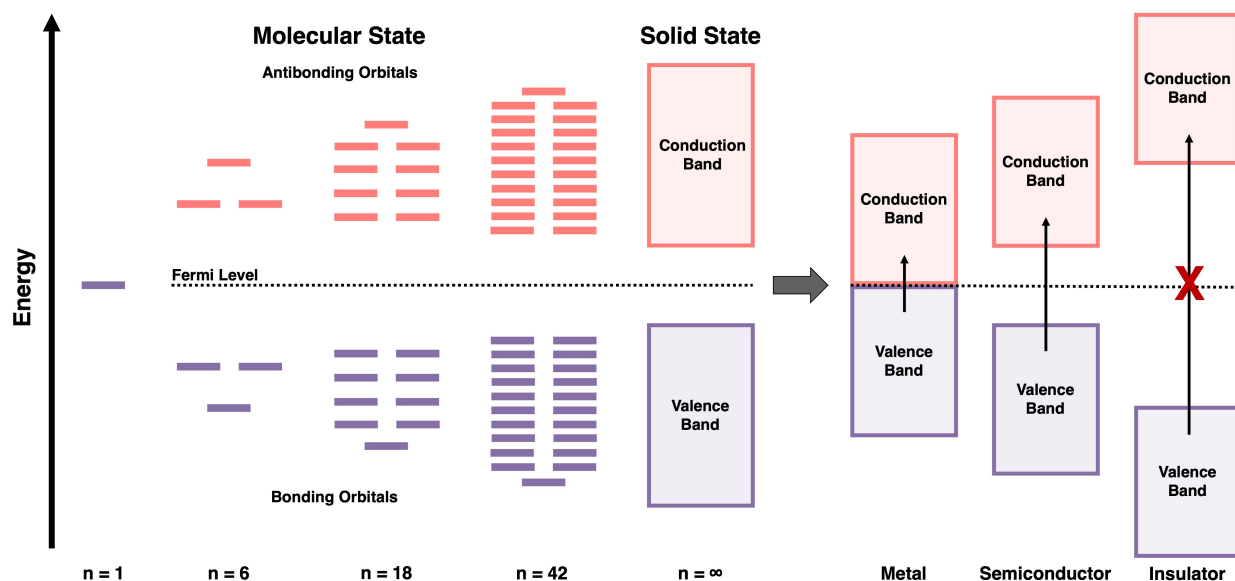 Molecular State
Solid State
Antibonding Orbitals
Conduction
Band
Conduction
Band
Conduction
Band
Conduction
Band
Energy
Fermi Level
X
Valence
Band
Valence
Band
Valence
Band
Valence
Band
Bonding Orbitals
n = 1
n = 6
n = 18
n = 42
n = ∞
Metal
Semiconductor
Insulator